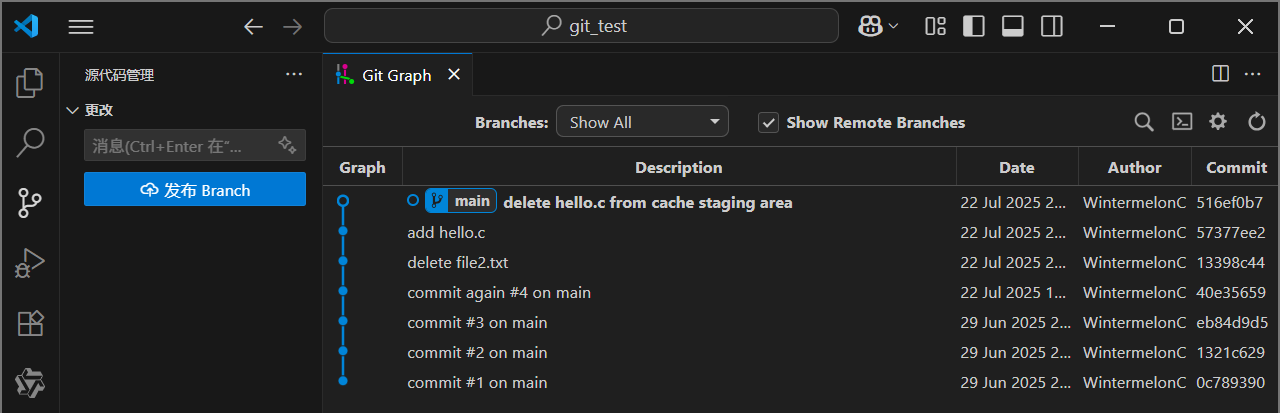 git_test
源代码管理
更改
消息(Ctrl+Enter 在“...
发布 Branch
Git Graph
Branches: Show All Show Remote Branches
Graph Description Date Author Commit
main delete hello.c from cache staging area 22 Jul 2025 2... WintermelonC 516ef0b7
add hello.c 22 Jul 2025 2... WintermelonC 57377ee2
delete file2.txt 22 Jul 2025 2... WintermelonC 13398c44
commit again #4 on main 22 Jul 2025 1... WintermelonC 40e35659
commit #3 on main 29 Jun 2025 2... WintermelonC eb84d9d5
commit #2 on main 29 Jun 2025 2... WintermelonC 1321c629
commit #1 on main 29 Jun 2025 2... WintermelonC 0c789390